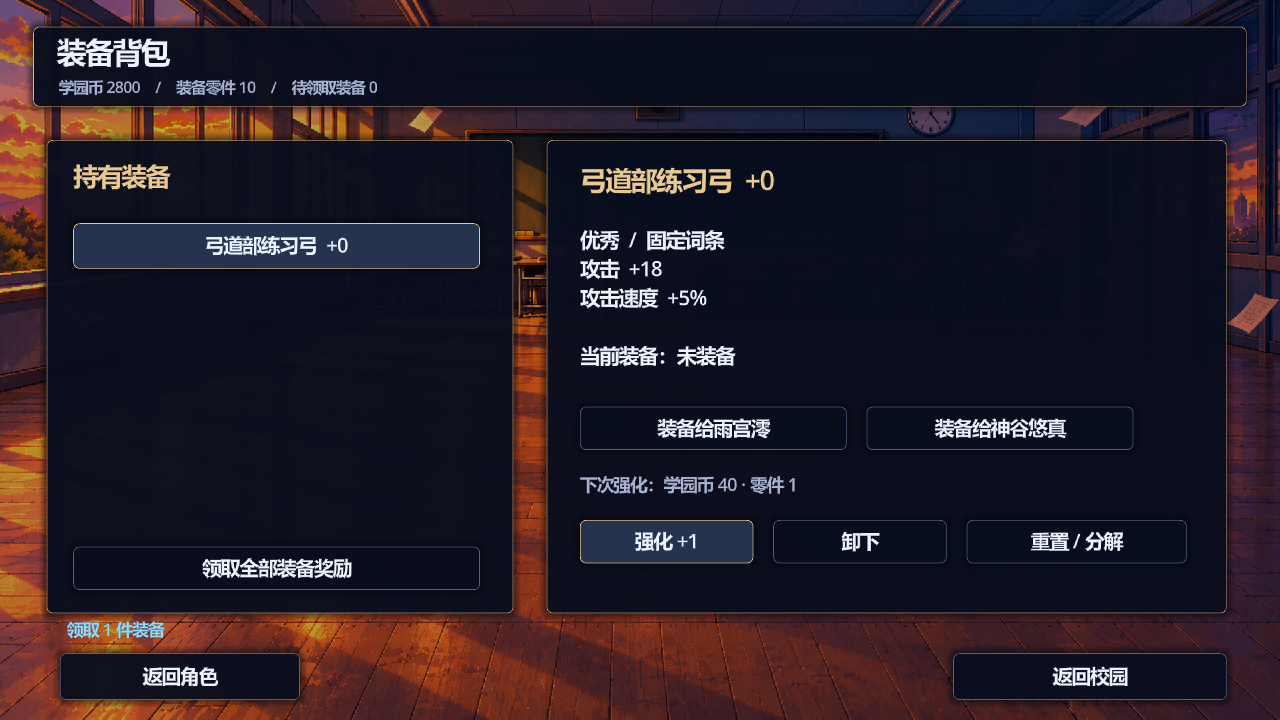 装备背包
学园币 2800 / 装备零件 10 / 待领取装备 0
持有装备
弓道部练习弓 +0
领取全部装备奖励
弓道部练习弓 +0
优秀 / 固定词条
攻击 +18
攻击速度 +5%
当前装备：未装备
装备给雨宫澪
装备给神谷悠真
下次强化：学园币 40 · 零件 1
强化 +1
卸下
重置 / 分解
领取 1 件装备
返回角色
返回校园